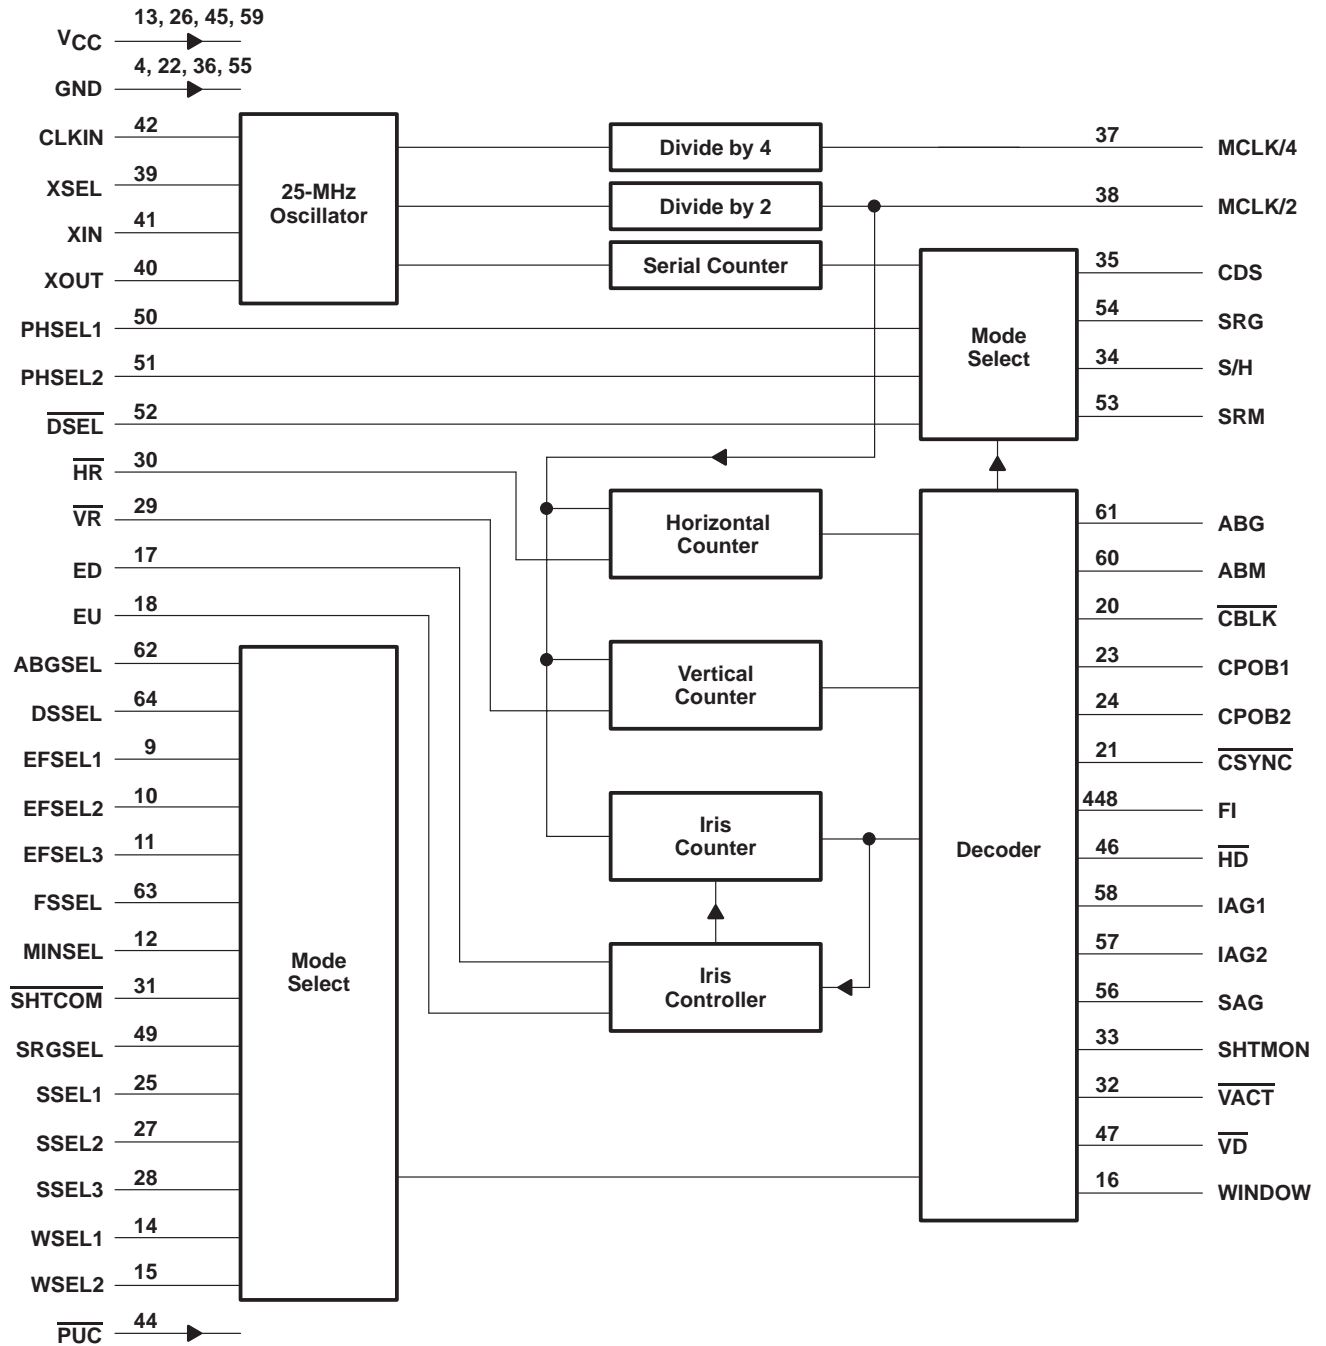 13, 26, 45, 59
VCC
4, 22, 36, 55
GND
CLKIN 42
XSEL 39
XIN 41
XOUT 40
PHSEL1 50
PHSEL2 51
DSEL 52
HR 30
VR 29
ED 17
EU 18
ABGSEL 62
DSSEL 64
EFSEL1 9
EFSEL2 10
EFSEL3 11
FSSEL 63
MINSEL 12
SHTCOM 31
SRGSEL 49
SSEL1 25
SSEL2 27
SSEL3 28
WSEL1 14
WSEL2 15
PUC 44
25-MHz
Oscillator
Mode
Select
Divide by 4
Divide by 2
Serial Counter
Horizontal
Counter
Vertical
Counter
Iris
Counter
Iris
Controller
Mode
Select
Decoder
37 MCLK/4
38 MCLK/2
35 CDS
54 SRG
34 S/H
53 SRM
61 ABG
60 ABM
20 CBLK
23 CPOB1
24 CPOB2
21 CSYNC
448 FI
46 HD
58 IAG1
57 IAG2
56 SAG
33 SHTMON
32 VACT
47 VD
16 WINDOW